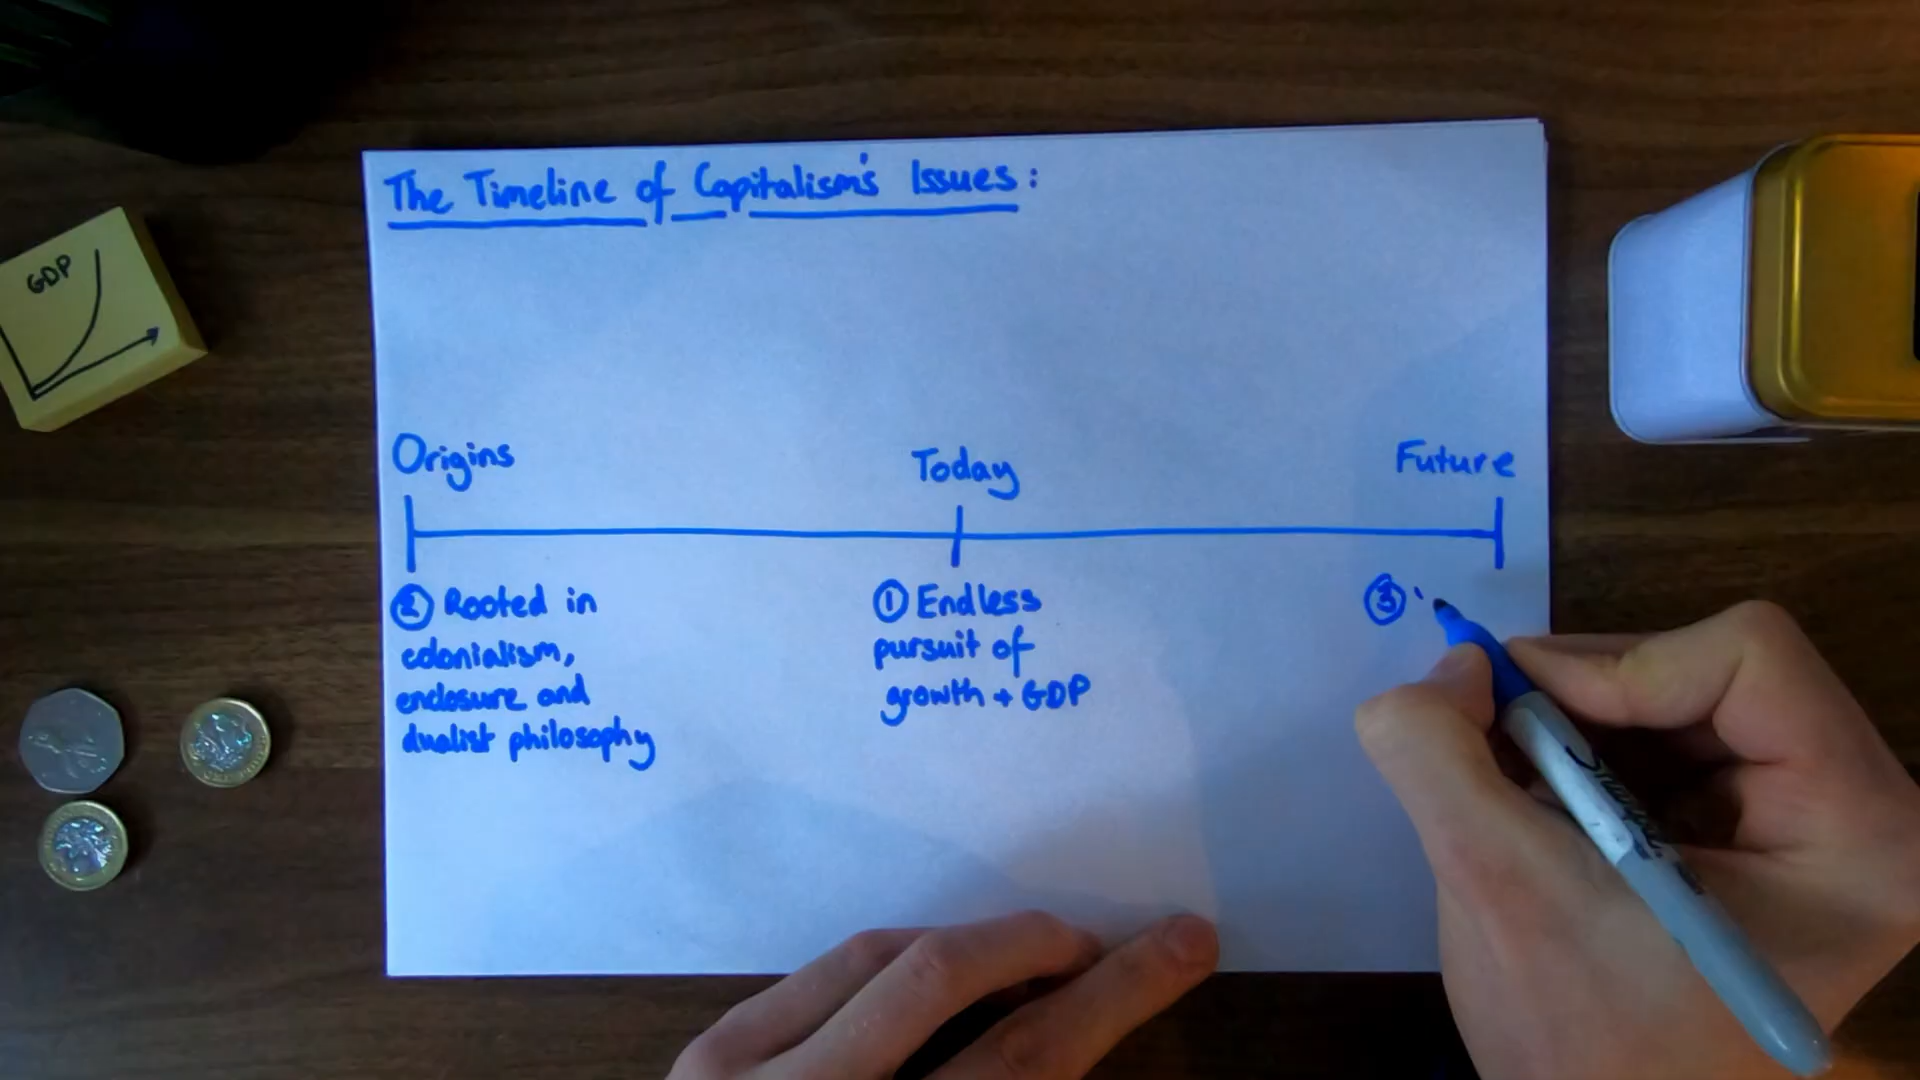 The Timeline of Capitalism's Issues:
GDP
Origins
Today
Future
② Rooted in
colonialism,
enclosure and
dualist philosophy
① Endless
pursuit of
growth + GDP
③
Sharpie